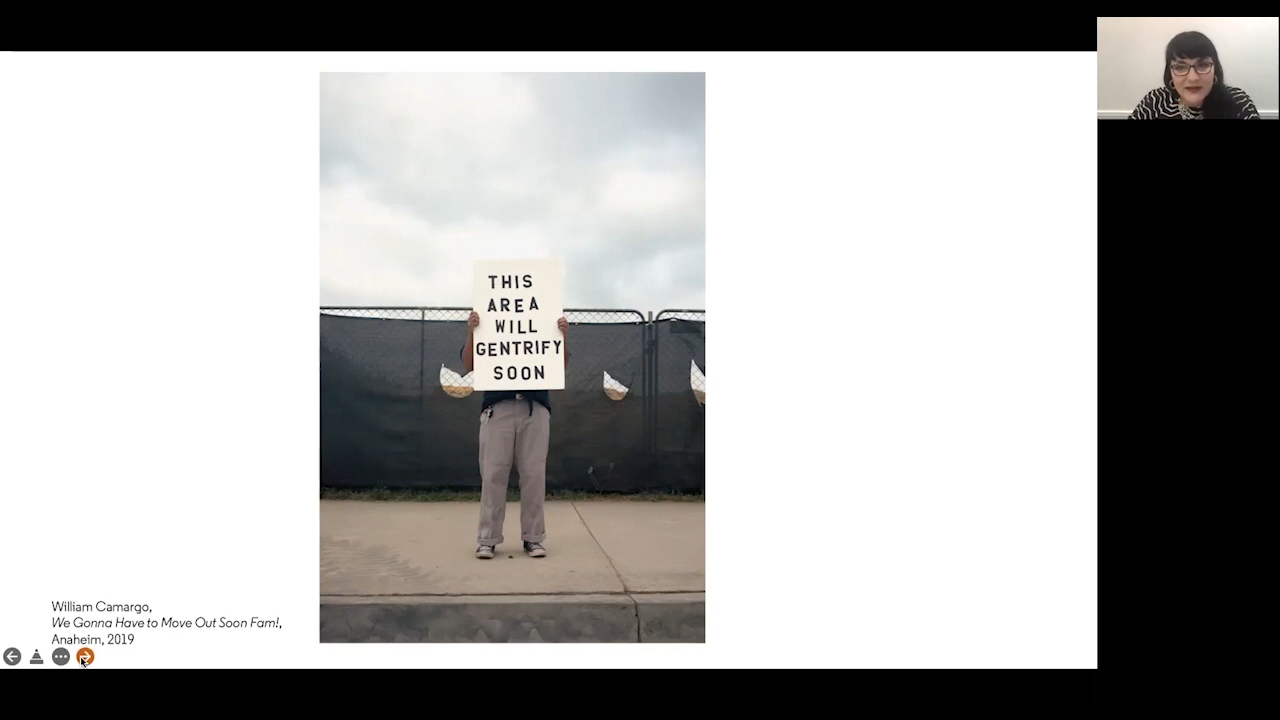 THIS
AREA
WILL
GENTRIFY
SOON
William Camargo,
We Gonna Have to Move Out Soon Fam!,
Anaheim, 2019